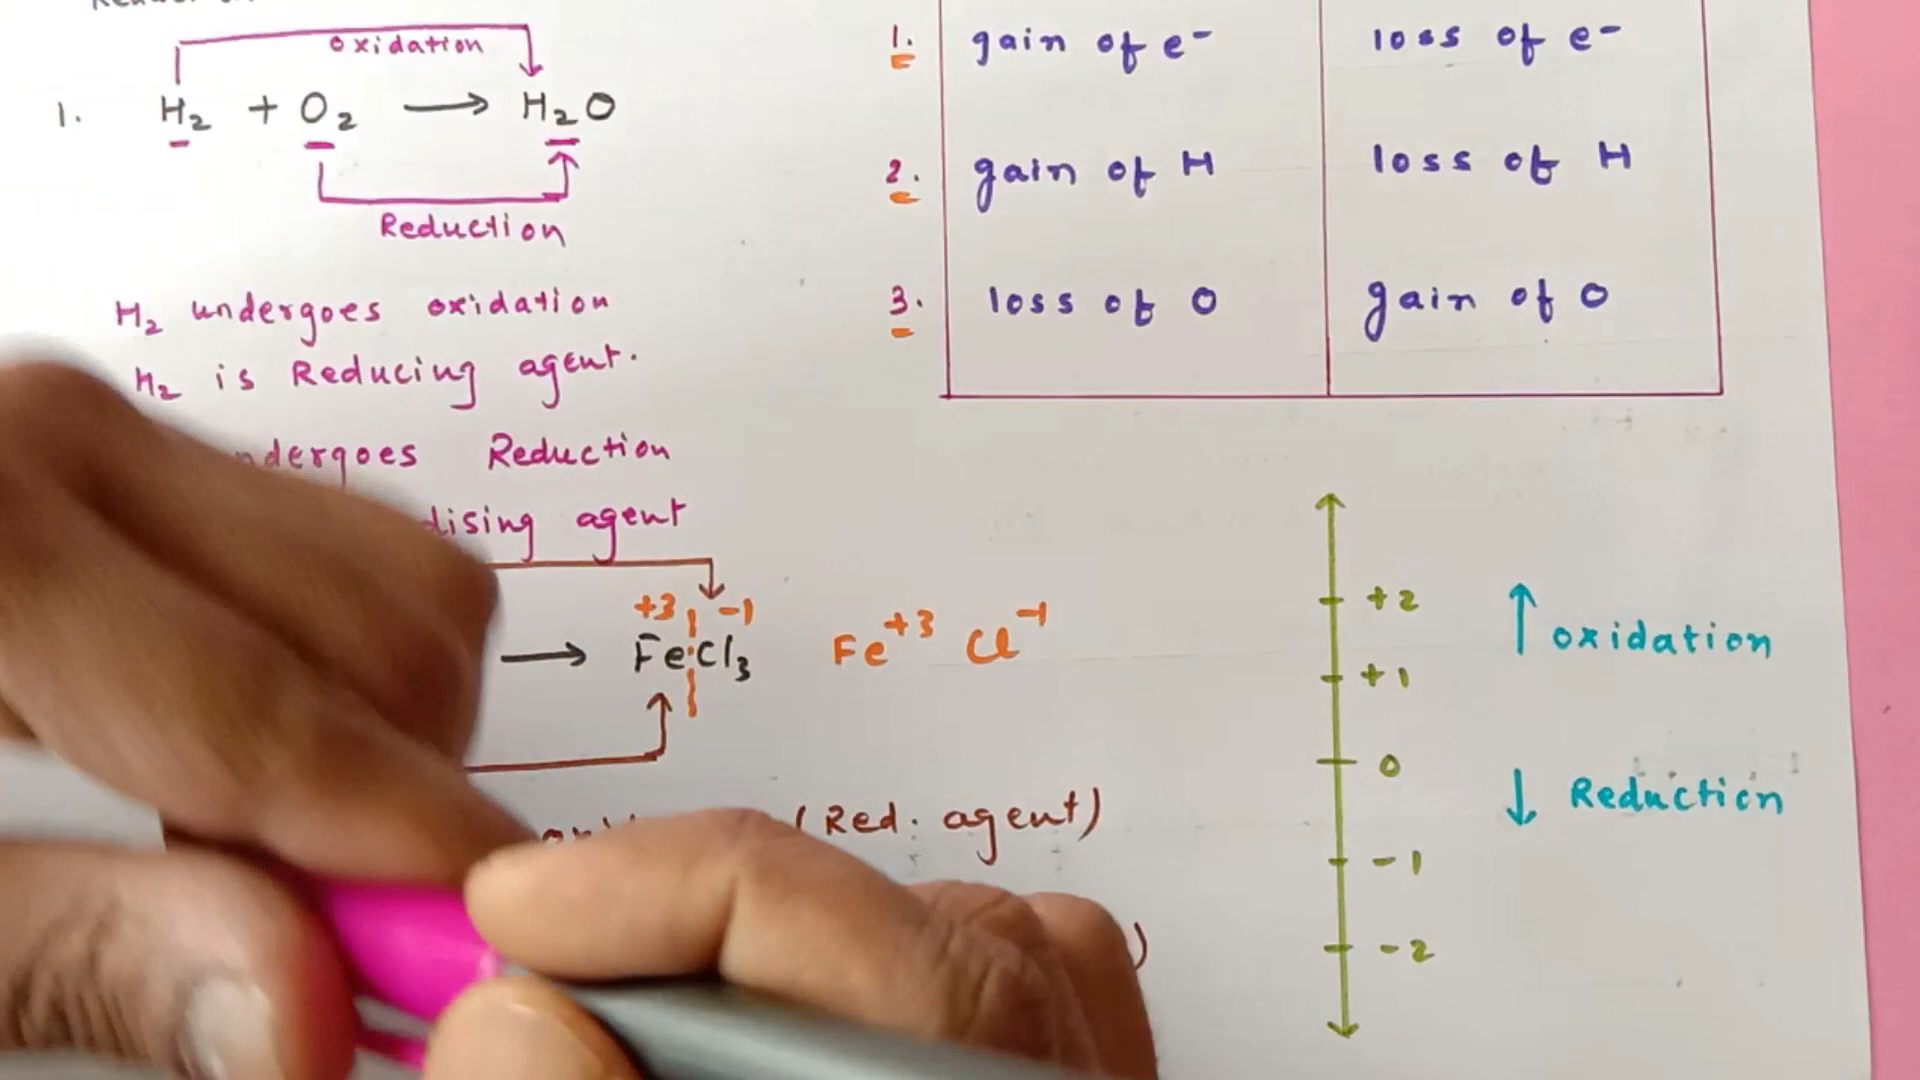 oxidation
1. H₂ + O₂ → H₂O
Reduction
H₂ undergoes oxidation
H₂ is Reducing agent.
Reduction
agent
+3 -1
→ FeCl₃ Fe⁺³ Cl⁻¹
(Red. agent)
1. gain of e⁻ loss of e⁻
2. gain of H loss of H
3. loss of O gain of O
+2
+1
0
-1
-2
↑ oxidation
↓ Reduction